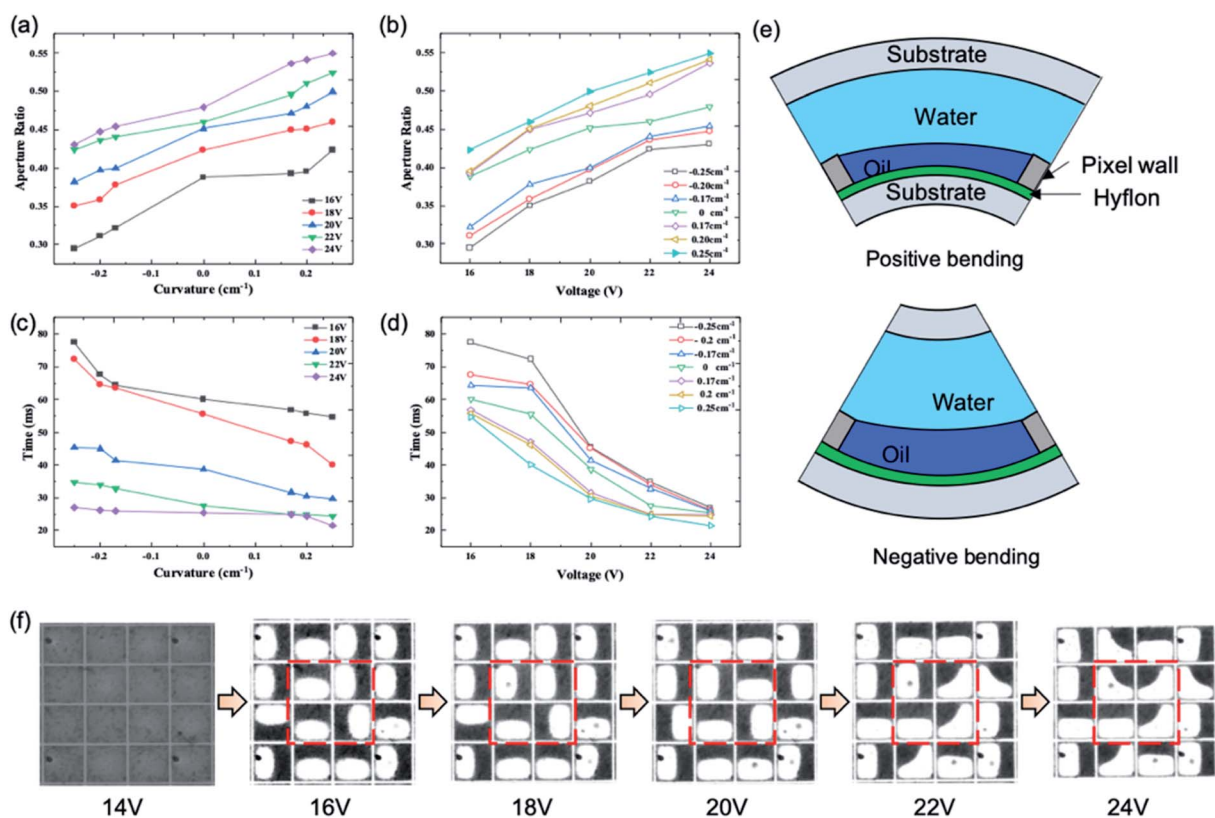 (a)
0.55
0.50
0.45
0.40
0.35
0.30
Aperture Ratio
-0.2
-0.1
0.0
0.1
0.2
Curvature (cm⁻¹)
16V
18V
20V
22V
24V
(b)
0.55
0.50
0.45
0.40
0.35
0.30
Aperture Ratio
16
18
20
22
24
Voltage (V)
-0.25cm⁻¹
-0.20cm⁻¹
-0.17cm⁻¹
0 cm⁻¹
0.17cm⁻¹
0.20cm⁻¹
0.25cm⁻¹
(e)
Substrate
Water
Oil
Pixel wall
Substrate
Hyflon
Positive bending
(c)
80
70
60
50
40
30
20
Time (ms)
-0.2
-0.1
0.0
0.1
0.2
Curvature (cm⁻¹)
16V
18V
20V
22V
24V
(d)
80
70
60
50
40
30
20
Time (ms)
16
18
20
22
24
Voltage (V)
-0.25cm⁻¹
- 0.2 cm⁻¹
-0.17cm⁻¹
0 cm⁻¹
0.17cm⁻¹
0.2 cm⁻¹
0.25cm⁻¹
Water
Oil
Negative bending
(f)
14V
16V
18V
20V
22V
24V